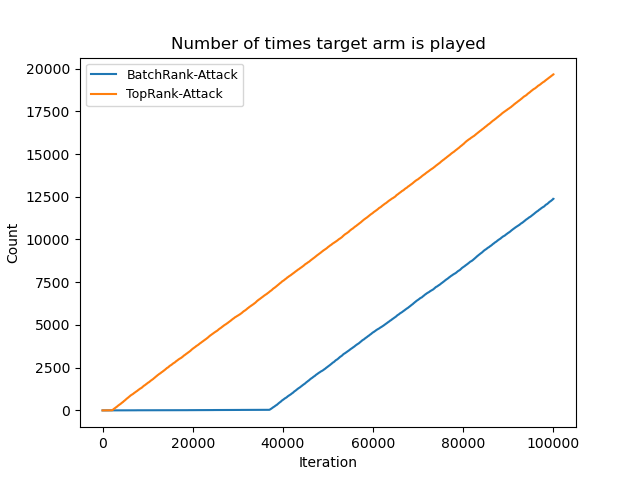 Number of times target arm is played
BatchRank-Attack
TopRank-Attack
20000
17500
15000
12500
10000
7500
5000
2500
0
Count
0 20000 40000 60000 80000 100000
Iteration